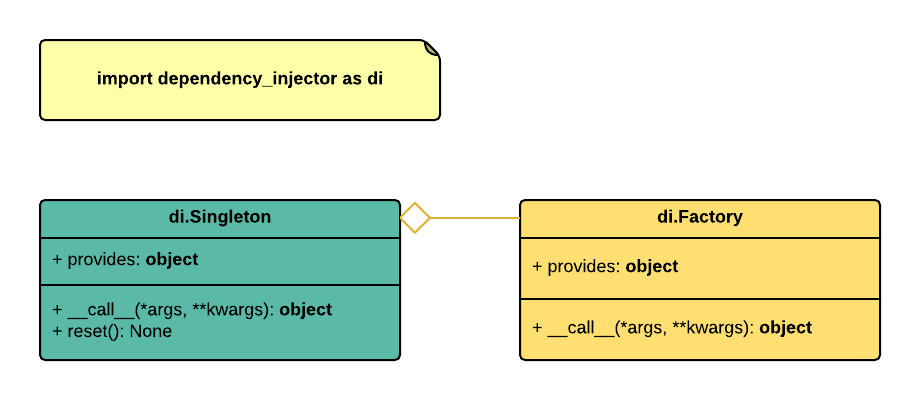 import dependency_injector as di
di.Singleton
+ provides: object
+ __call__(*args, **kwargs): object
+ reset(): None
di.Factory
+ provides: object
+ __call__(*args, **kwargs): object